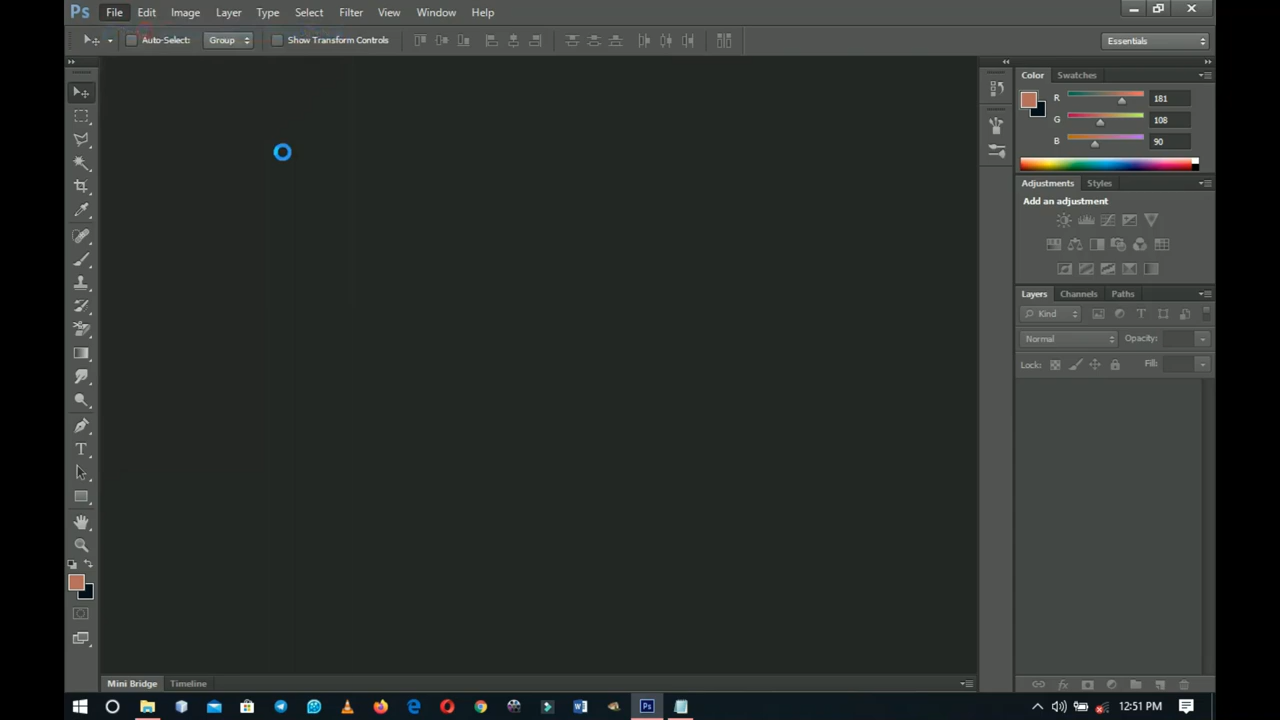 Ps File Edit Image Layer Type Select Filter View Window Help
Auto-Select: Group Show Transform Controls Essentials
Color Swatches
R 181
G 108
B 90
Adjustments Styles
Add an adjustment
Layers Channels Paths
Kind
Normal Opacity:
Lock: Fill:
T
Mini Bridge Timeline
Ps 12:51 PM